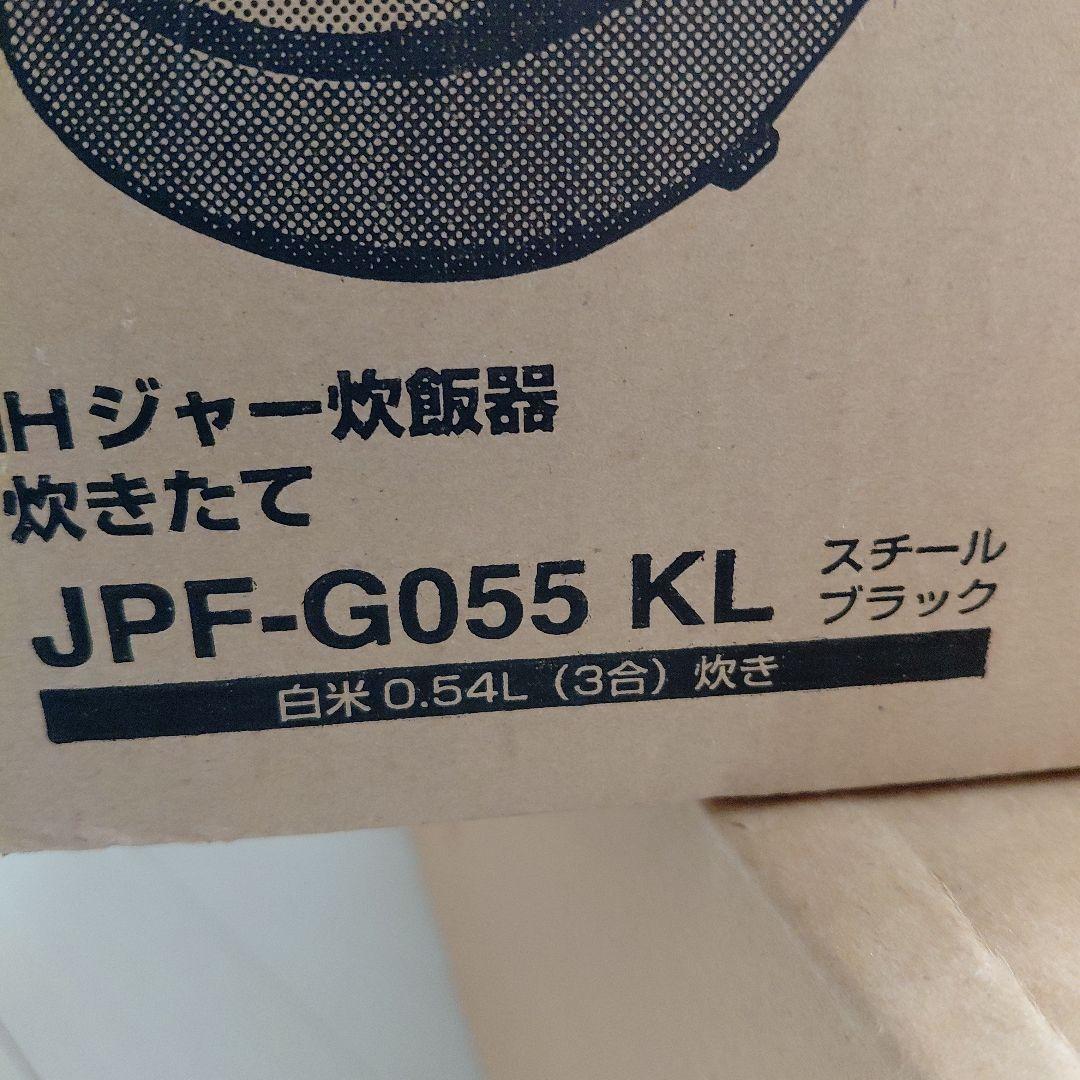 IHジャー炊飯器
炊きたて
JPF-G055 KL
スチール
ブラック
白米0.54L（3合）炊き